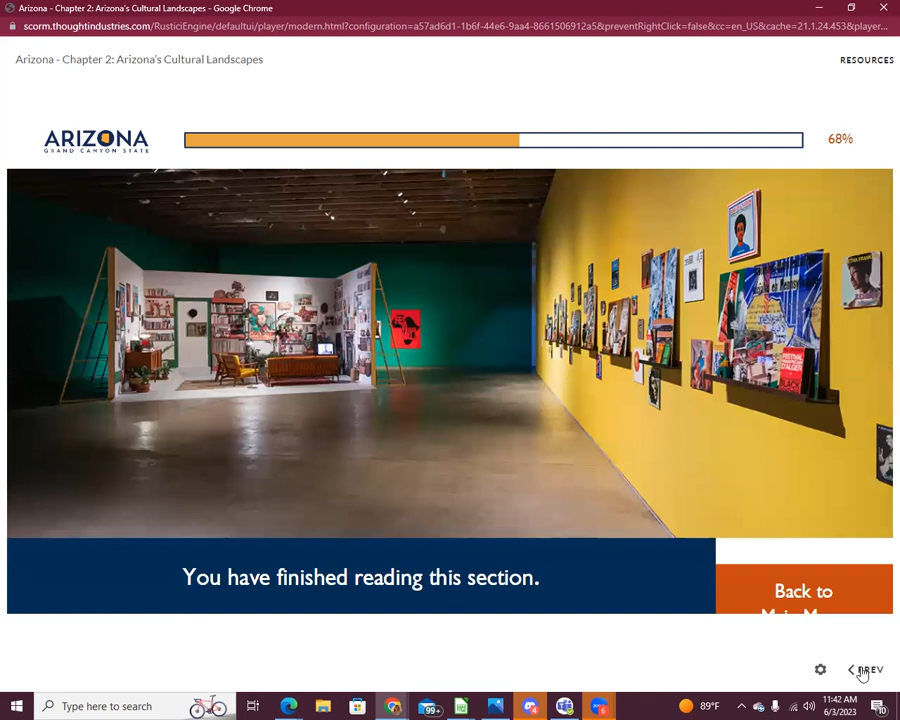 Arizona - Chapter 2: Arizona's Cultural Landscapes - Google Chrome
scorm.thoughtindustries.com/RusticiEngine/defaultui/player/modern.html?configuration=a57ad6d1-1b6f-44e6-9aa4-8661506912a5&preventRightClick=false&cc=en_US&cache=21.1.24.453&player...
Arizona - Chapter 2: Arizona's Cultural Landscapes
RESOURCES
ARIZONA
GRAND CANYON STATE
68%
You have finished reading this section.
Back to
PREV
Type here to search
99+
4
6
89°F
11:42 AM
6/3/2023
10